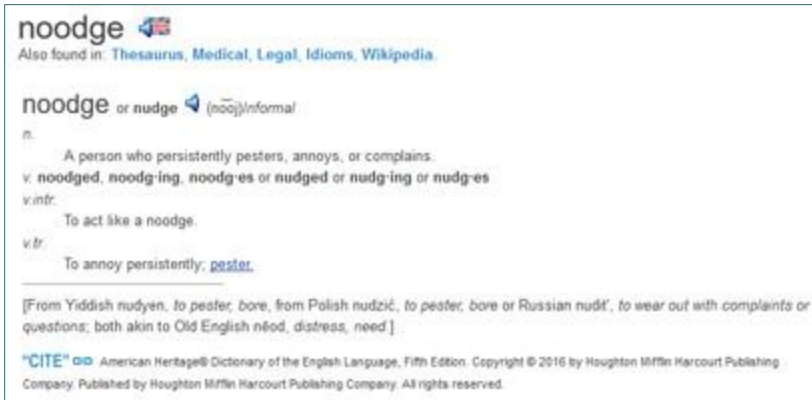 noodge
Also found in: Thesaurus, Medical, Legal, Idioms, Wikipedia.
noodge or nudge (no͝oj)Informal
n.
A person who persistently pesters, annoys, or complains.
v. noodged, noodg·ing, noodg·es or nudged or nudg·ing or nudg·es
v.intr.
To act like a noodge.
v.tr.
To annoy persistently; pester.
[From Yiddish nudyen, to pester, bore, from Polish nudzić, to pester, bore or Russian nudit', to wear out with complaints or
questions; both akin to Old English nēod, distress, need.]
"CITE" American Heritage® Dictionary of the English Language, Fifth Edition. Copyright © 2016 by Houghton Mifflin Harcourt Publishing
Company. Published by Houghton Mifflin Harcourt Publishing Company. All rights reserved.